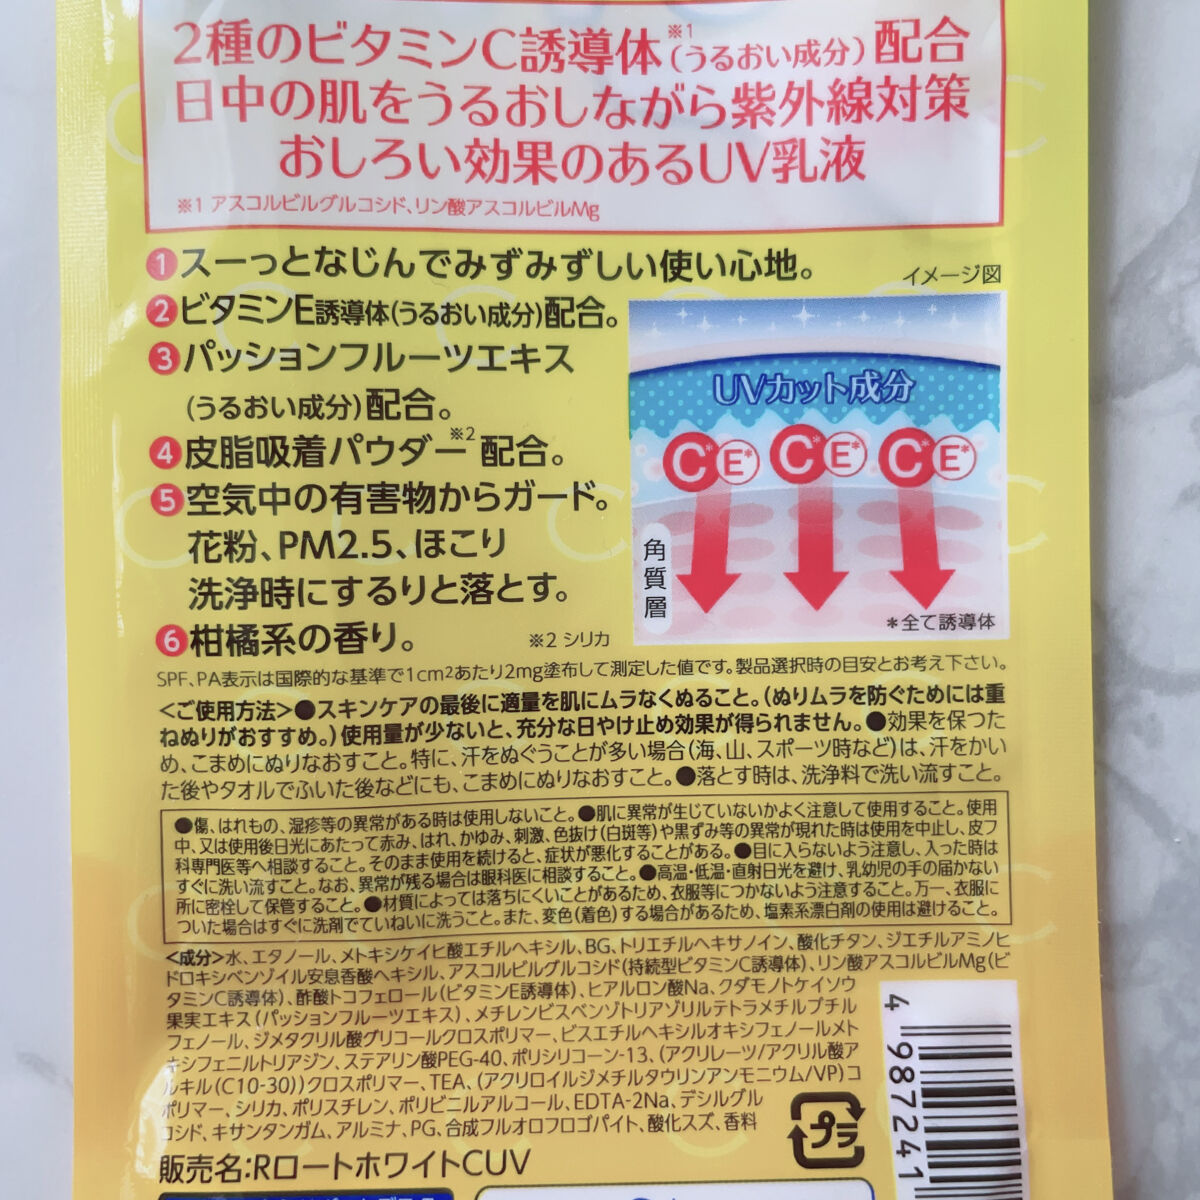 2種のビタミンC誘導体※1(うるおい成分)配合
日中の肌をうるおしながら紫外線対策
おしろい効果のあるUV乳液
※1 アスコルビルグルコシド、リン酸アスコルビルMg
1 スーっとなじんでみずみずしい使い心地。
イメージ図
2 ビタミンE誘導体(うるおい成分)配合。
3 パッションフルーツエキス
(うるおい成分)配合。
4 皮脂吸着パウダー※2 配合。
5 空気中の有害物からガード。
花粉、PM2.5、ほこり
洗浄時にするりと落とす。
6 柑橘系の香り。
※2 シリカ
UVカット成分
C* E* C* E* C* E*
角質層
*全て誘導体
SPF、PA表示は国際的な基準で1cm2あたり2mg塗布して測定した値です。製品選択時の目安とお考え下さい。
<ご使用方法>●スキンケアの最後に適量を肌にムラなくぬること。(ぬりムラを防ぐためには重
ねぬりがおすすめ。)使用量が少ないと、充分な日やけ止め効果が得られません。●効果を保つた
め、こまめにぬりなおすこと。特に、汗をぬぐうことが多い場合(海、山、スポーツ時など)は、汗をかい
た後やタオルでふいた後などにも、こまめにぬりなおすこと。●落とす時は、洗浄料で洗い流すこと。
●傷、はれもの、湿疹等の異常がある時は使用しないこと。●肌に異常が生じていないかよく注意して使用すること。使用
中、又は使用後日光にあたって赤み、はれ、かゆみ、刺激、色抜け(白斑等)や黒ずみ等の異常が現れた時は使用を中止し、皮フ
科専門医等へ相談すること。そのまま使用を続けると、症状が悪化することがある。●目に入らないよう注意し、入った時は
すぐに洗い流すこと。なお、異常が残る場合は眼科医に相談すること。●高温・低温・直射日光を避け、乳幼児の手の届かない
所に密栓して保管すること。●材質によっては落ちにくいことがあるため、衣服等につかないよう注意すること。万一、衣服に
ついた場合はすぐに洗剤でていねいに洗うこと。また、変色(着色)する場合があるため、塩素系漂白剤の使用は避けること。
<成分>水、エタノール、メトキシケイヒ酸エチルヘキシル、BG、トリエチルヘキサノイン、酸化チタン、ジエチルアミノヒ
ドロキシベンゾイル安息香酸ヘキシル、アスコルビルグルコシド(持続型ビタミンC誘導体)、リン酸アスコルビルMg(ビ
タミンC誘導体)、酢酸トコフェロール(ビタミンE誘導体)、ヒアルロン酸Na、クダモノトケイソウ
果実エキス(パッションフルーツエキス)、メチレンビスベンゾトリアゾリルテトラメチルブチル
フェノール、ジメタクリル酸グリコールクロスポリマー、ビスエチルヘキシルオキシフェノールメト
キシフェニルトリアジン、ステアリン酸PEG-40、ポリシリコーン-13、(アクリレーツ/アクリル酸ア
ルキル(C10-30))クロスポリマー、TEA、(アクリロイルジメチルタウリンアンモニウム/VP)コ
ポリマー、シリカ、ポリスチレン、ポリビニルアルコール、EDTA-2Na、デシルグル
コシド、キサンタンガム、アルミナ、PG、合成フルオロフロゴパイト、酸化スズ、香料
プラ
4 987241
販売名:RロートホワイトCUV